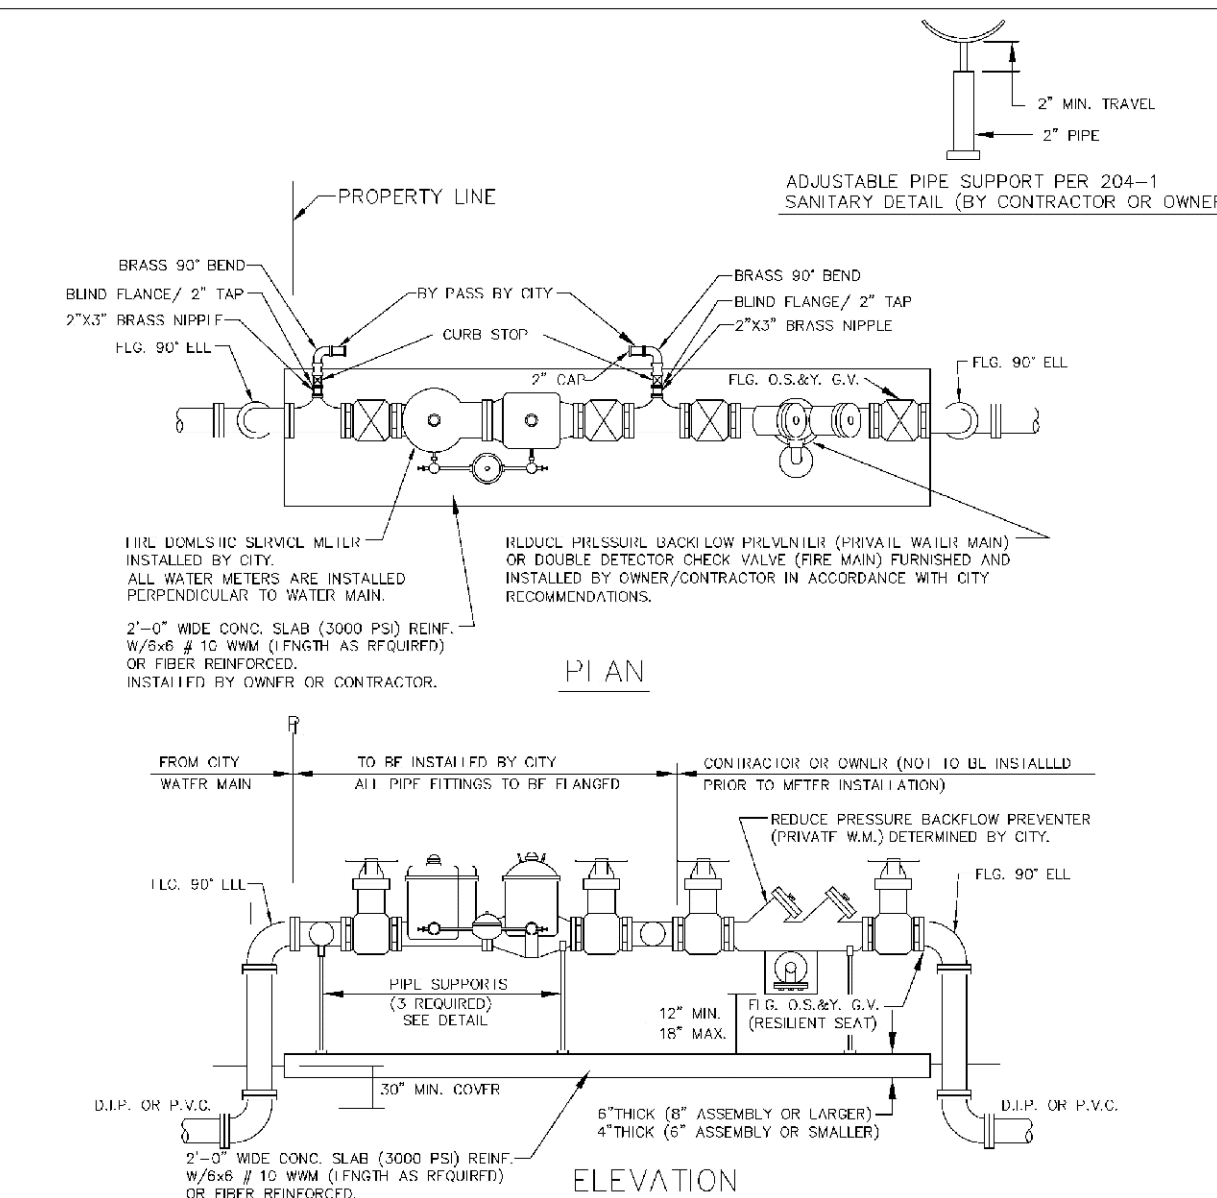 2" MIN. TRAVEL
2" PIPE
ADJUSTABLE PIPE SUPPORT PER 204-1
SANITARY DETAIL (BY CONTRACTOR OR OWNER
PROPERTY LINE
BRASS 90° BEND
BLIND FLANGE/ 2" TAP
2"X3" BRASS NIPPLE
FLG. 90° ELL
BY PASS BY CITY
CURB STOP
2" CAP
BRASS 90° BEND
BLIND FLANGE/ 2" TAP
2"X3" BRASS NIPPLE
FLG. O.S.&Y. G.V.
FLG. 90° ELL
FIRE DOMESTIC SERVICE METER
INSTALLED BY CITY.
ALL WATER METERS ARE INSTALLED
PERPENDICULAR TO WATER MAIN.
REDUCE PRESSURE BACKFLOW PREVENTER (PRIVATE WATER MAIN)
OR DOUBLE DETECTOR CHECK VALVE (FIRE MAIN) FURNISHED AND
INSTALLED BY OWNER/CONTRACTOR IN ACCORDANCE WITH CITY
RECOMMENDATIONS.
2'-0" WIDE CONC. SLAB (3000 PSI) REINF.
W/6x6 # 10 WWM (LENGTH AS REQUIRED)
OR FIBER REINFORCED.
INSTALLED BY OWNER OR CONTRACTOR.
PLAN
FROM CITY
WATER MAIN
TO BE INSTALLED BY CITY
ALL PIPE FITTINGS TO BE FLANGED
CONTRACTOR OR OWNER (NOT TO BE INSTALLED
PRIOR TO METER INSTALLATION)
REDUCE PRESSURE BACKFLOW PREVENTER
(PRIVATE W.M.) DETERMINED BY CITY.
FLG. 90° ELL
FLG. 90° ELL
PIPE SUPPORTS
(3 REQUIRED)
SEE DETAIL
12" MIN.
18" MAX.
FLG. O.S.&Y. G.V.
(RESILIENT SEAT)
30" MIN. COVER
D.I.P. OR P.V.C.
D.I.P. OR P.V.C.
6"THICK (8" ASSEMBLY OR LARGER)
4"THICK (6" ASSEMBLY OR SMALLER)
2'-0" WIDE CONC. SLAB (3000 PSI) REINF.
W/6x6 # 10 WWM (LENGTH AS REQUIRED)
OR FIBER REINFORCED.
ELEVATION